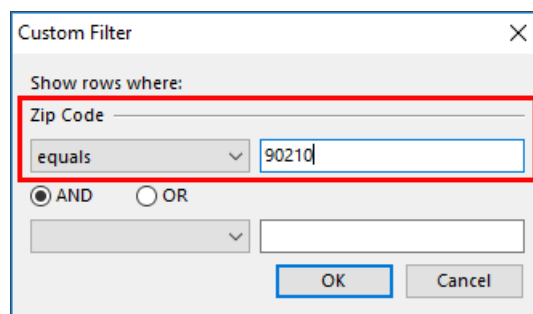 Custom Filter
Show rows where:
Zip Code
equals 90210
AND OR
OK Cancel